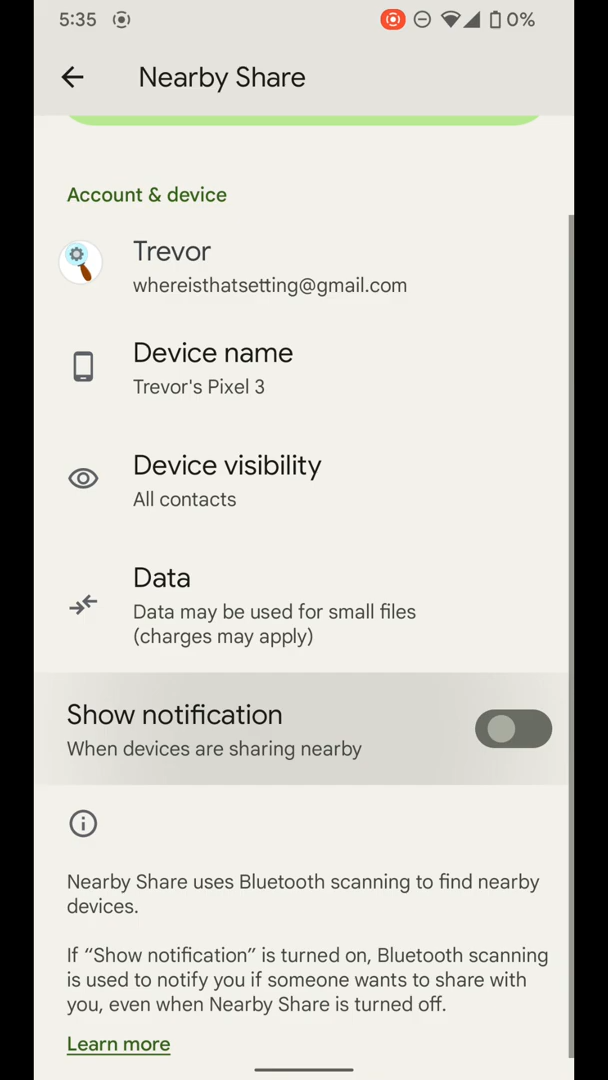 5:35
0%
Nearby Share
Account & device
Trevor
whereisthatsetting@gmail.com
Device name
Trevor's Pixel 3
Device visibility
All contacts
Data
Data may be used for small files
(charges may apply)
Show notification
When devices are sharing nearby
Nearby Share uses Bluetooth scanning to find nearby
devices.
If “Show notification” is turned on, Bluetooth scanning
is used to notify you if someone wants to share with
you, even when Nearby Share is turned off.
Learn more